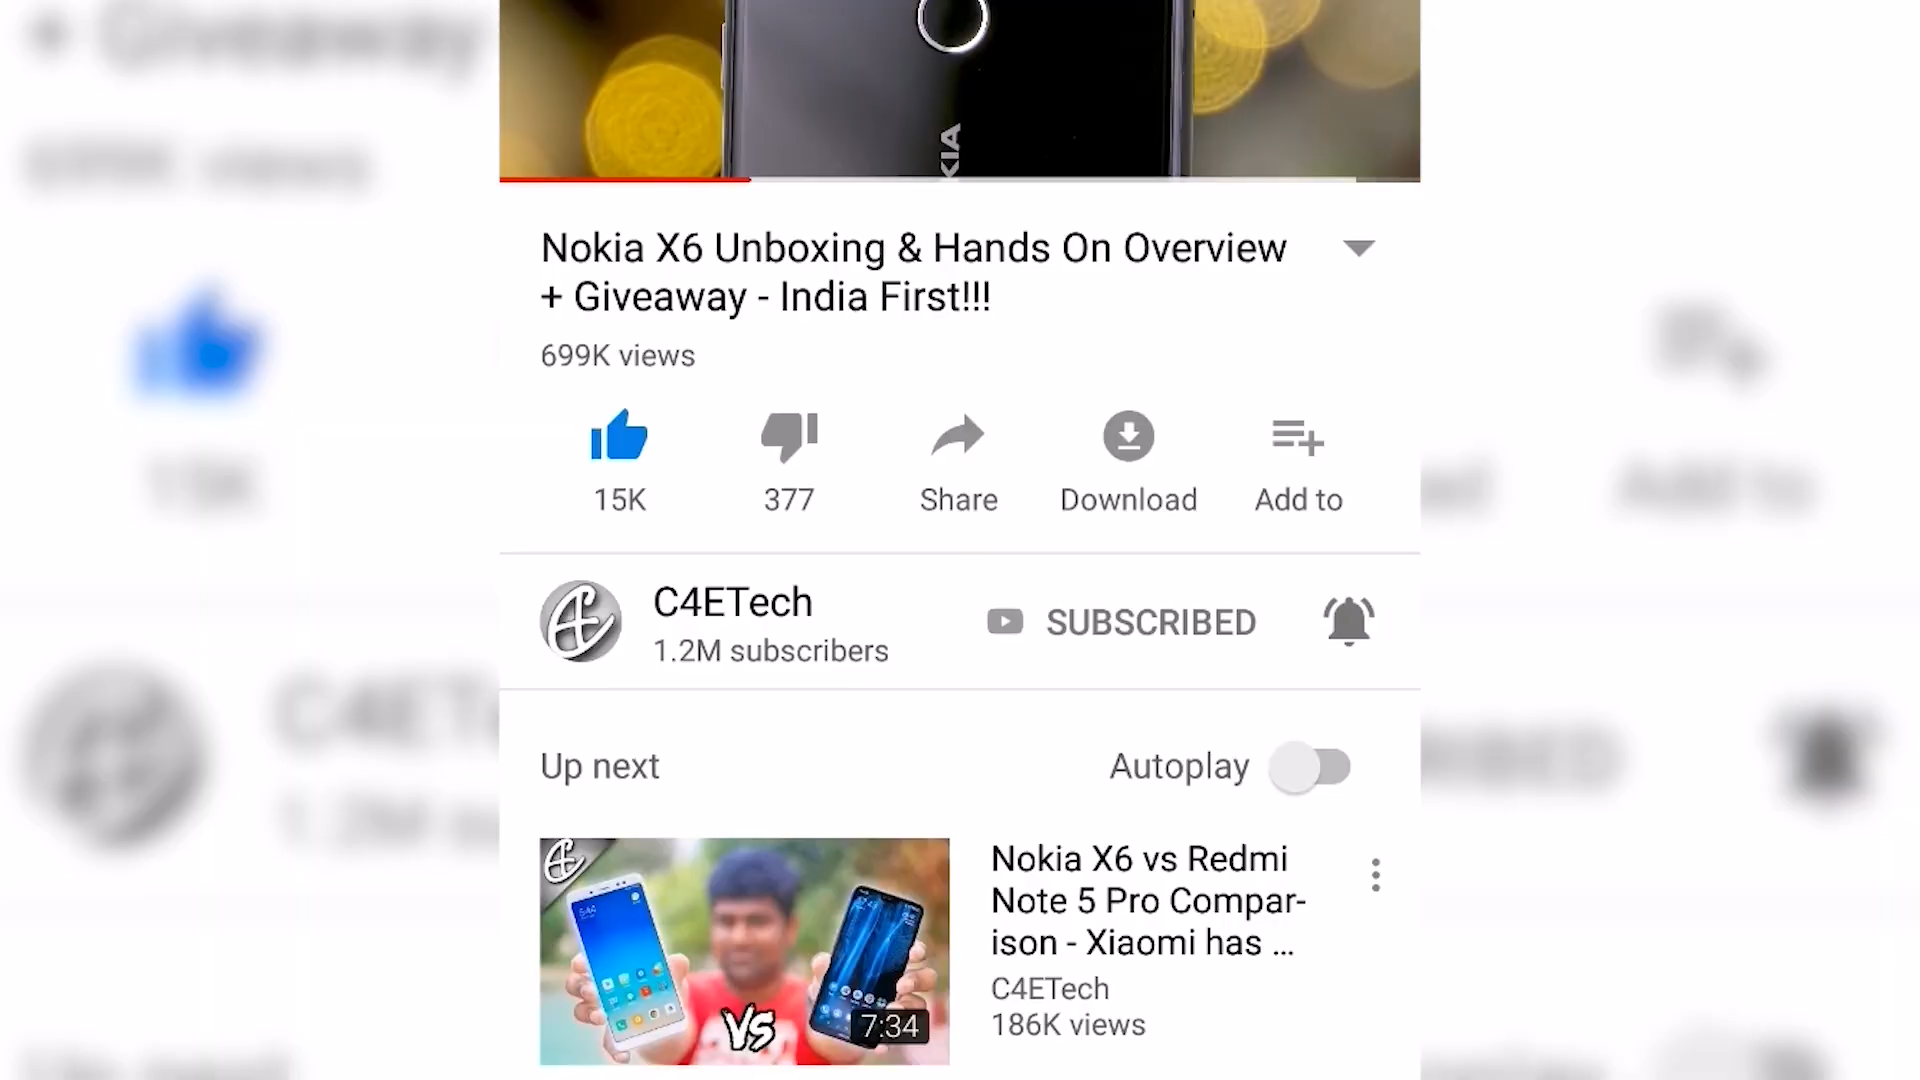 KIA
Nokia X6 Unboxing & Hands On Overview
+ Giveaway - India First!!!
699K views
15K
377
Share
Download
Add to
C4ETech
1.2M subscribers
SUBSCRIBED
Up next
Autoplay
VS
7:34
Nokia X6 vs Redmi
Note 5 Pro Compar-
ison - Xiaomi has ...
C4ETech
186K views